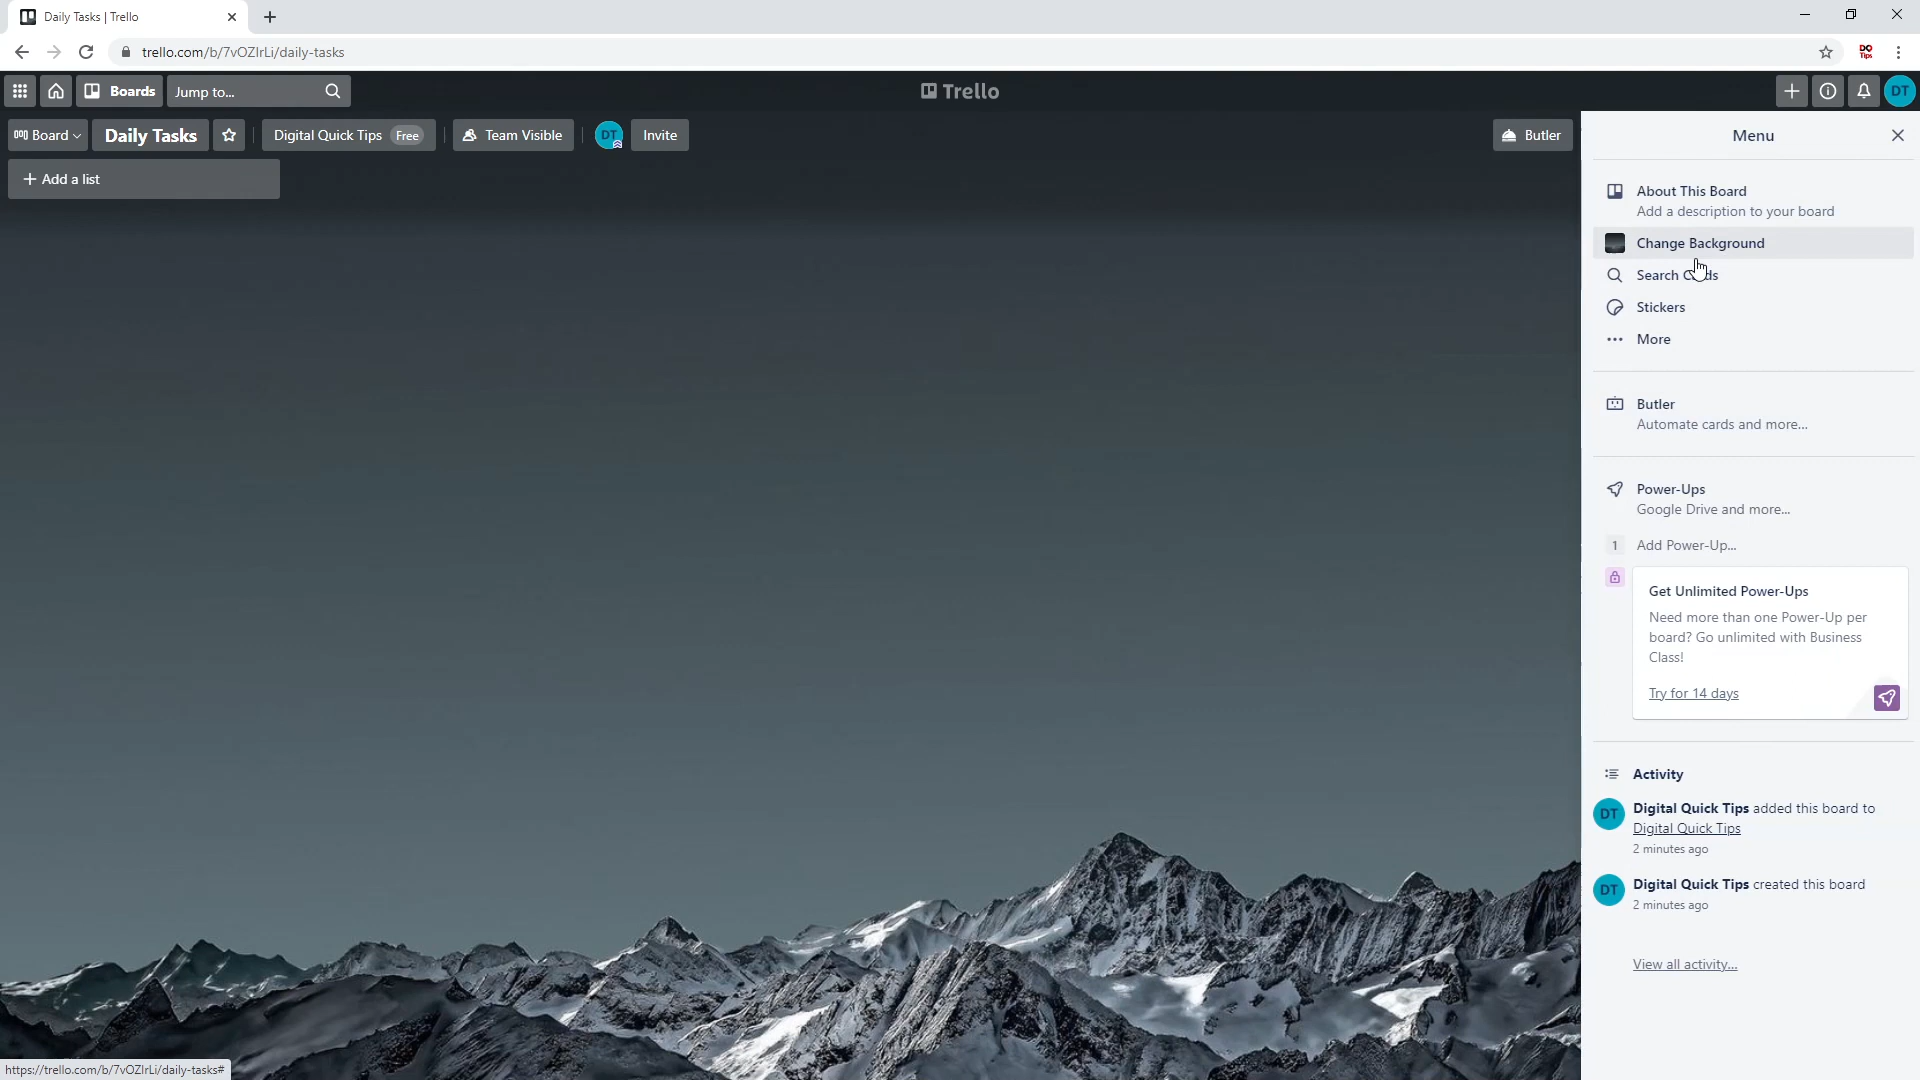 Daily Tasks | Trello
trello.com/b/7vOZlrLi/daily-tasks
DQ
Tips
Boards
Jump to...
Trello
DT
Board
Daily Tasks
Digital Quick Tips Free
Team Visible
DT
Invite
Butler
+ Add a list
Menu
About This Board
Add a description to your board
Change Background
Search Cards
Stickers
More
Butler
Automate cards and more...
Power-Ups
Google Drive and more...
1 Add Power-Up...
Get Unlimited Power-Ups
Need more than one Power-Up per
board? Go unlimited with Business
Class!
Try for 14 days
Activity
DT
Digital Quick Tips added this board to
Digital Quick Tips
2 minutes ago
DT
Digital Quick Tips created this board
2 minutes ago
View all activity...
https://trello.com/b/7vOZlrLi/daily-tasks#